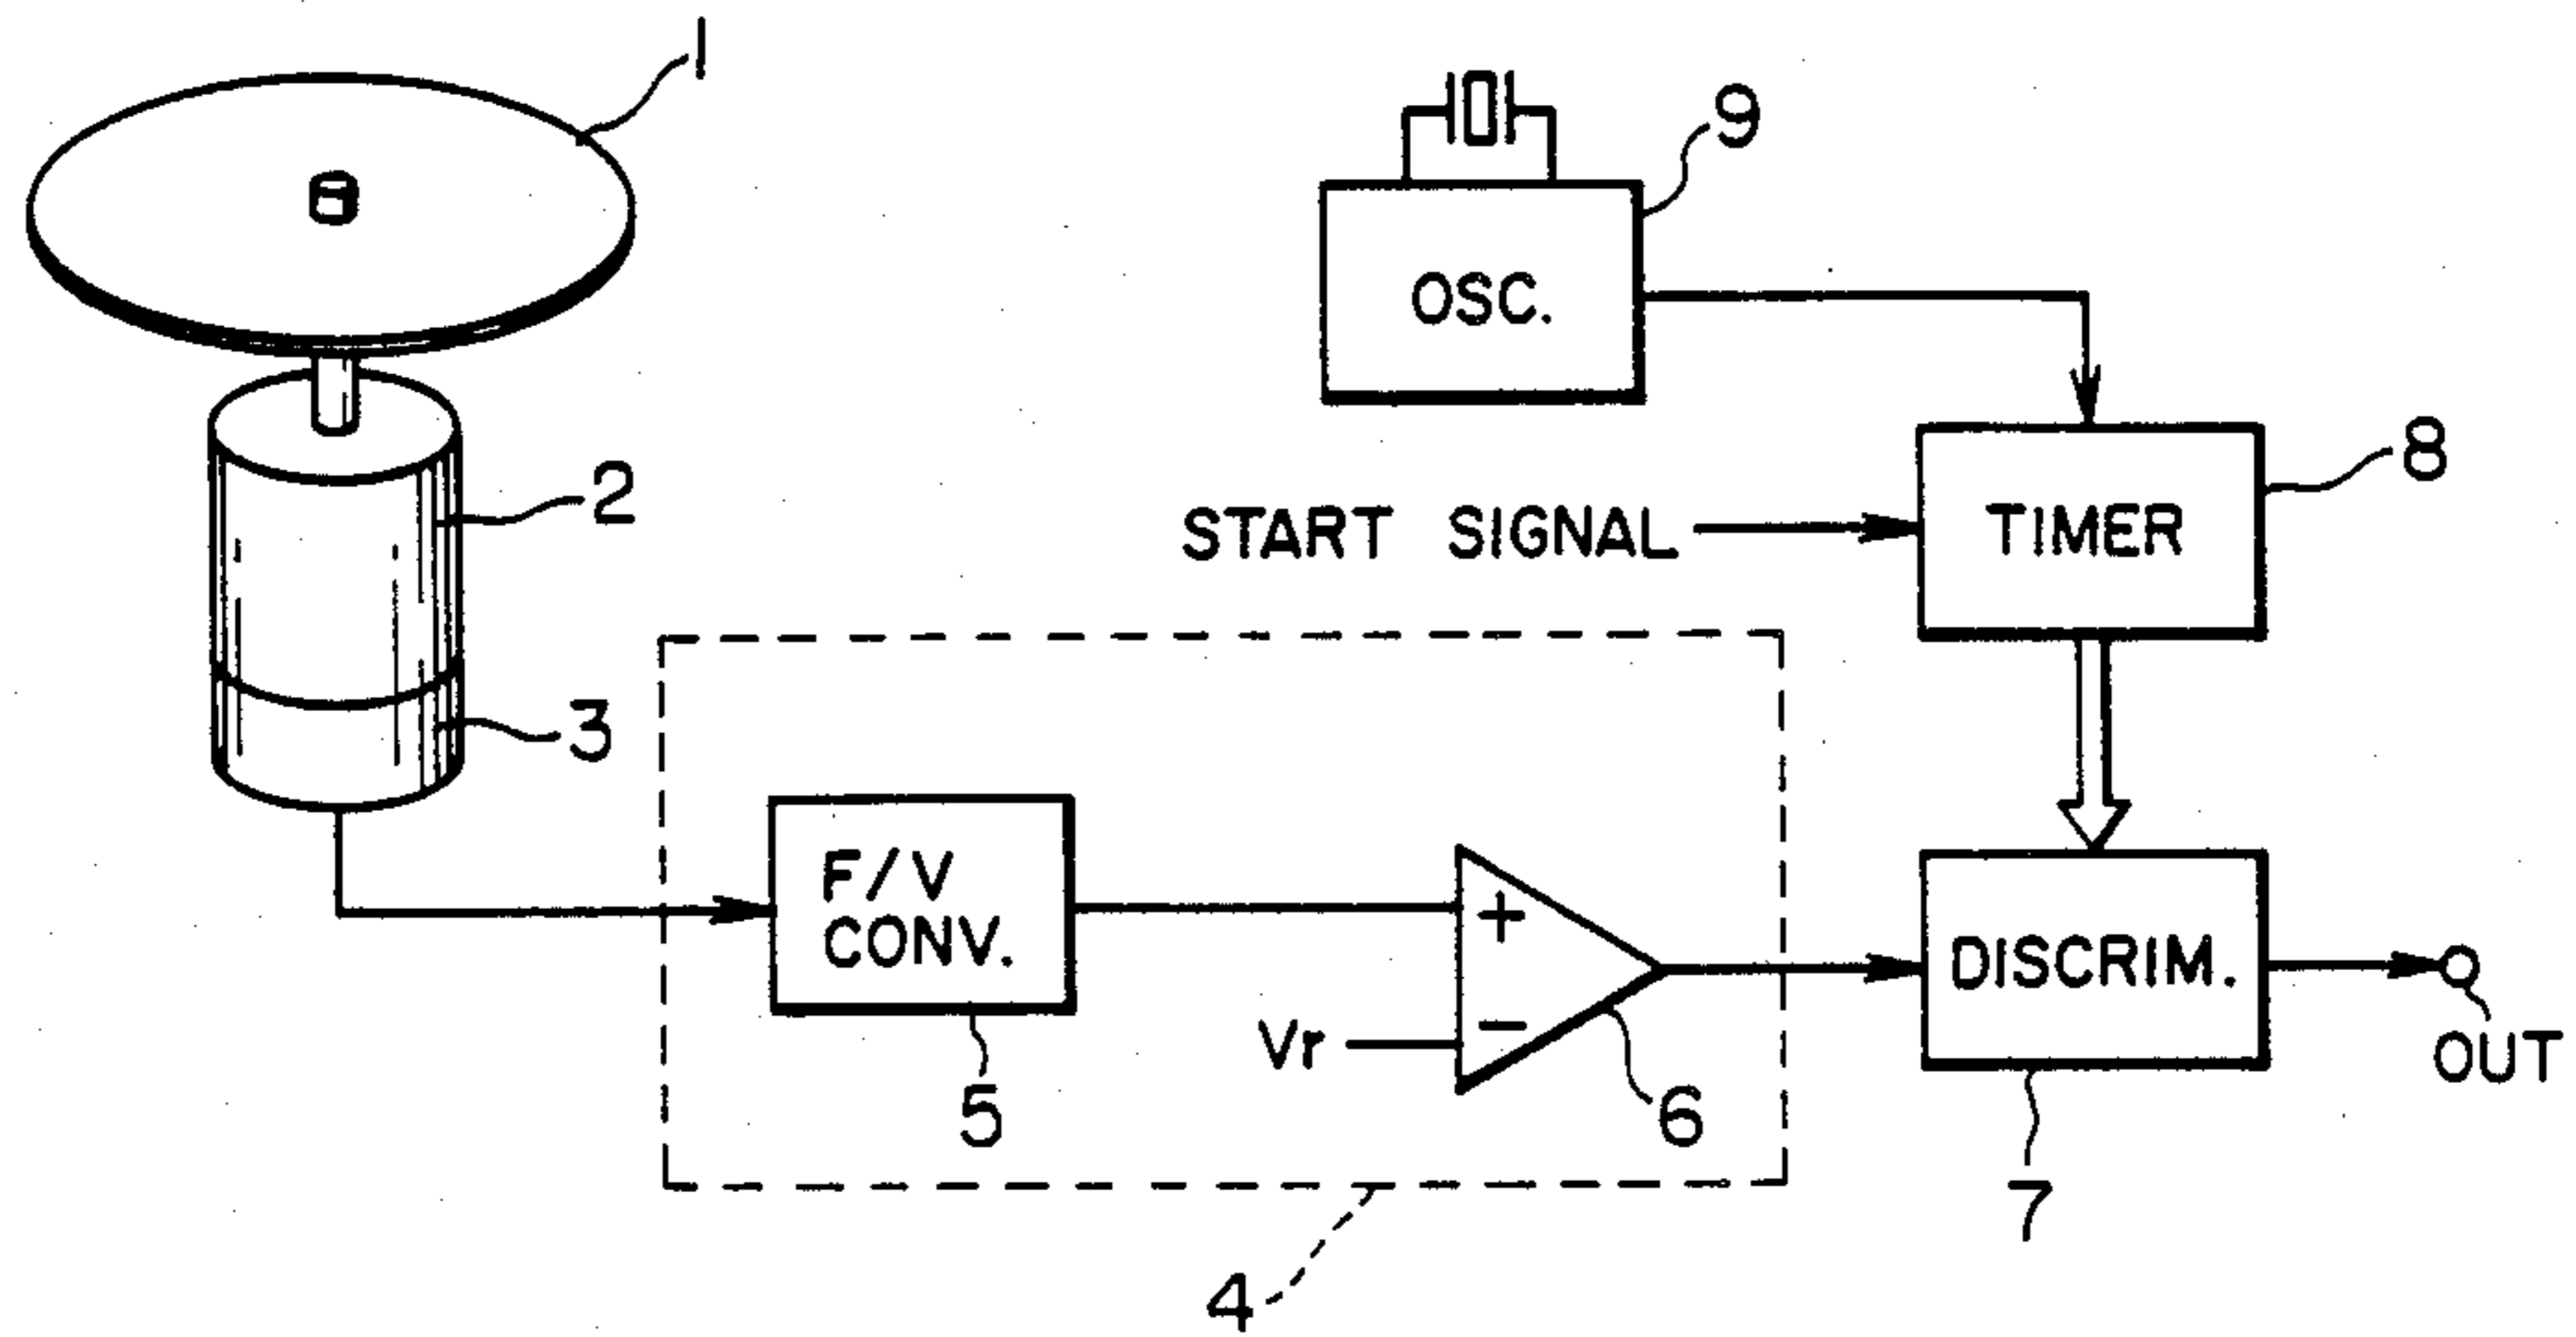 1
9
OSC.
8
2
START SIGNAL
TIMER
3
F/V
CONV.
+
DISCRIM.
−
Vr
OUT
5
6
7
4